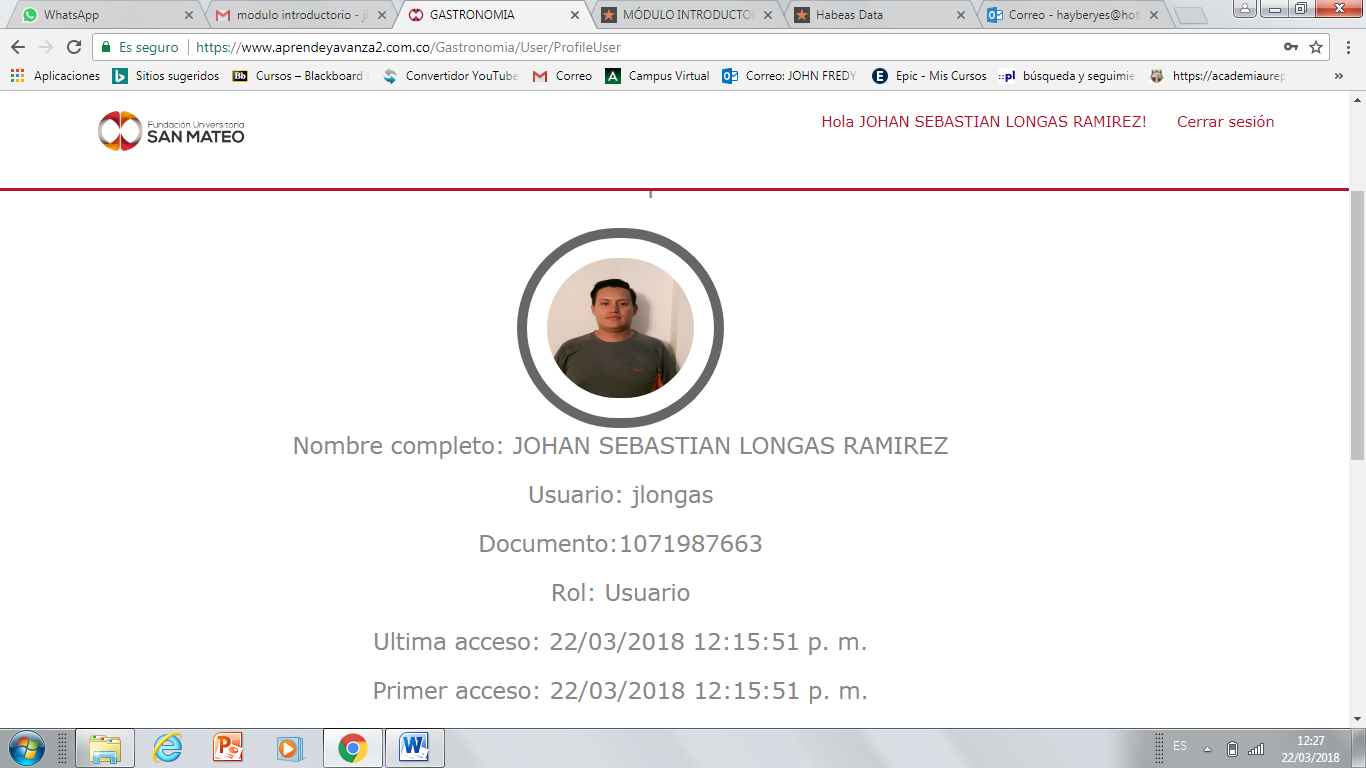 WhatsApp
modulo introductorio - jl
GASTRONOMIA
MÓDULO INTRODUCTOR
Habeas Data
Correo - hayberyes@hot
Es seguro
https://www.aprendeyavanza2.com.co/Gastronomia/User/ProfileUser
Aplicaciones
Sitios sugeridos
Bb
Cursos – Blackboard
Convertidor YouTube
Correo
Campus Virtual
Correo: JOHN FREDY
Epic - Mis Cursos
::pl
búsqueda y seguimie
https://academiaurep
»
Fundación Universitaria
SAN MATEO
Hola JOHAN SEBASTIAN LONGAS RAMIREZ!
Cerrar sesión
Nombre completo: JOHAN SEBASTIAN LONGAS RAMIREZ
Usuario: jlongas
Documento:1071987663
Rol: Usuario
Ultima acceso: 22/03/2018 12:15:51 p. m.
Primer acceso: 22/03/2018 12:15:51 p. m.
ES
12:27
22/03/2018